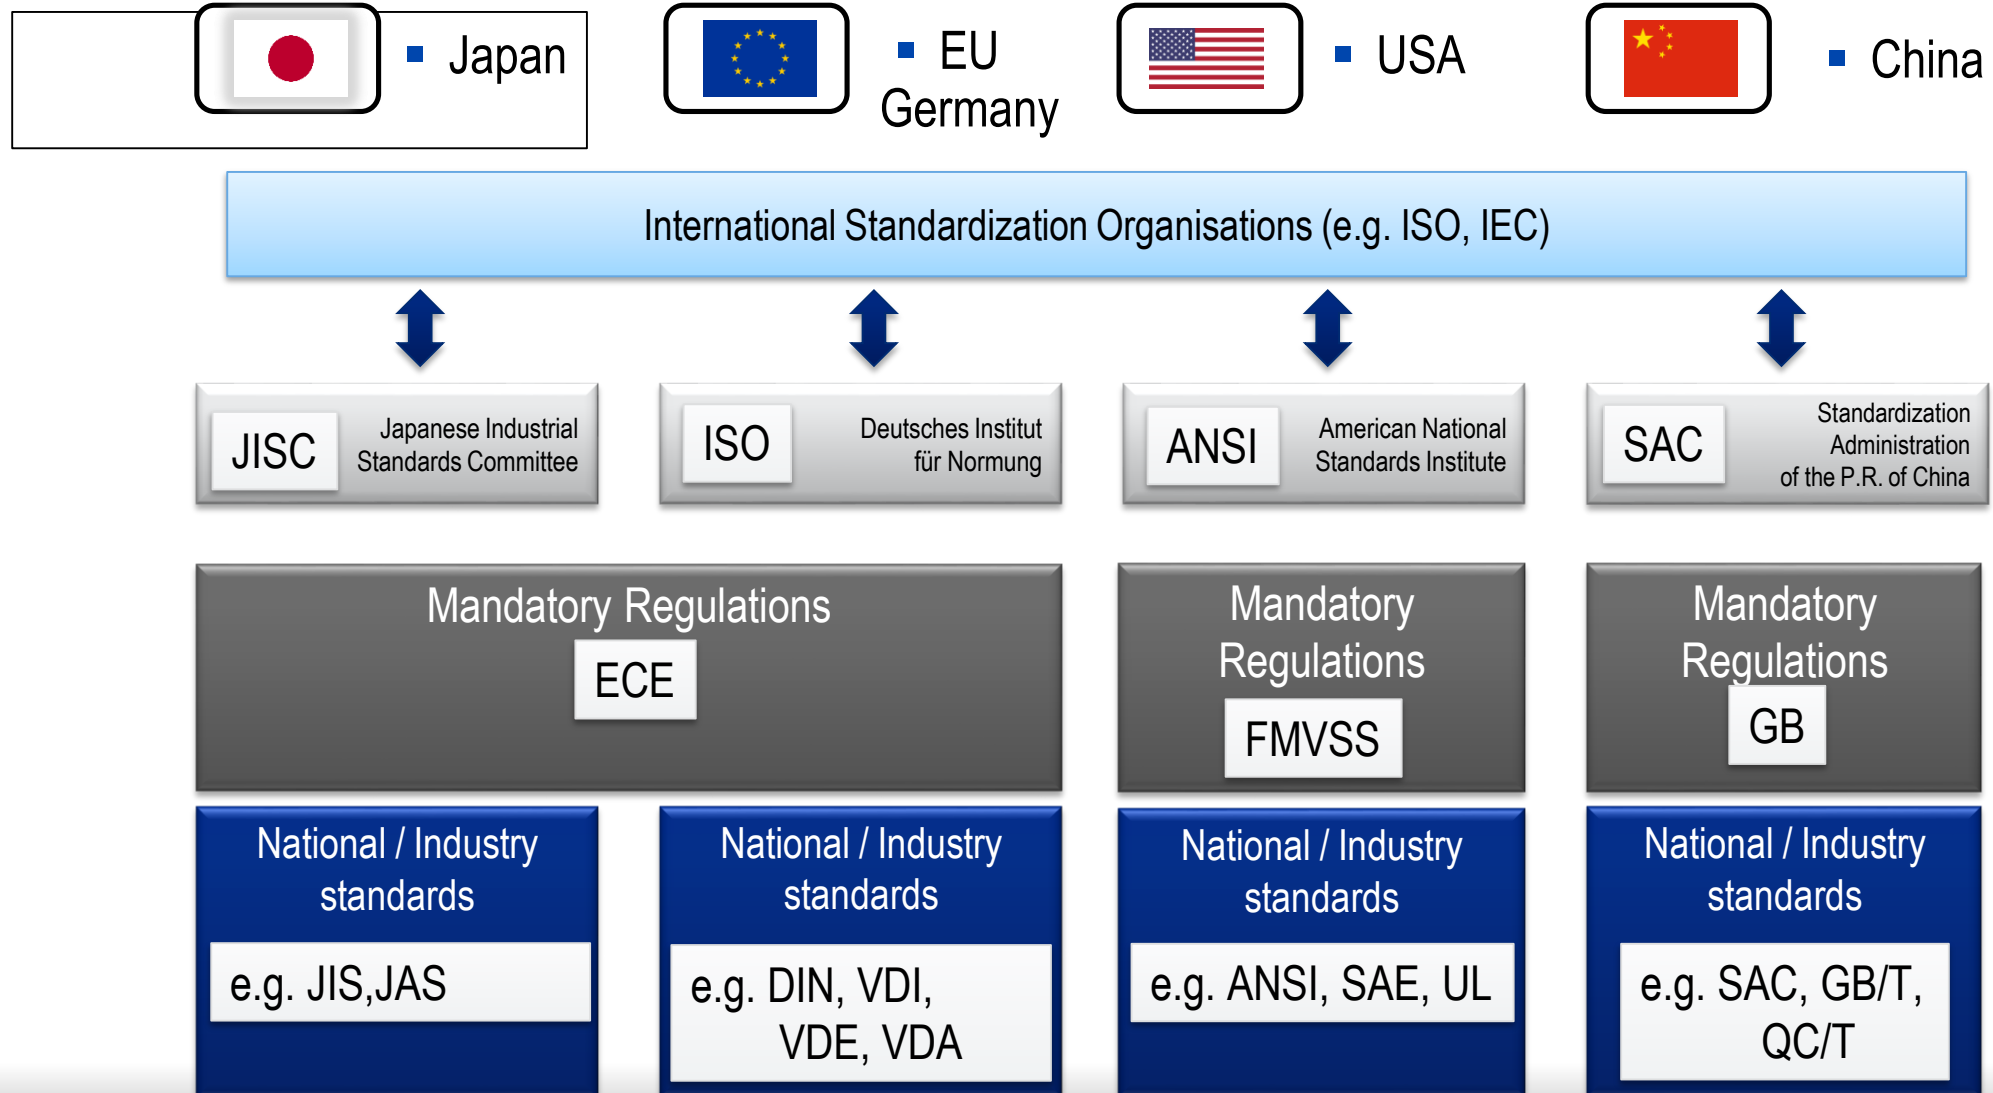 Japan
EU
Germany
USA
China
International Standardization Organisations (e.g. ISO, IEC)
JISC
Japanese Industrial
Standards Committee
ISO
Deutsches Institut
für Normung
ANSI
American National
Standards Institute
SAC
Standardization
Administration
of the P.R. of China
Mandatory Regulations
ECE
Mandatory
Regulations
FMVSS
Mandatory
Regulations
GB
National / Industry
standards
e.g. JIS,JAS
National / Industry
standards
e.g. DIN, VDI,
VDE, VDA
National / Industry
standards
e.g. ANSI, SAE, UL
National / Industry
standards
e.g. SAC, GB/T,
QC/T